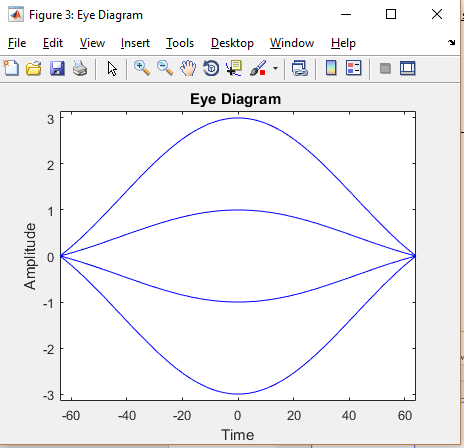 Figure 3: Eye Diagram
File Edit View Insert Tools Desktop Window Help
Eye Diagram
3
2
1
0
-1
-2
-3
Amplitude
-60 -40 -20 0 20 40 60
Time